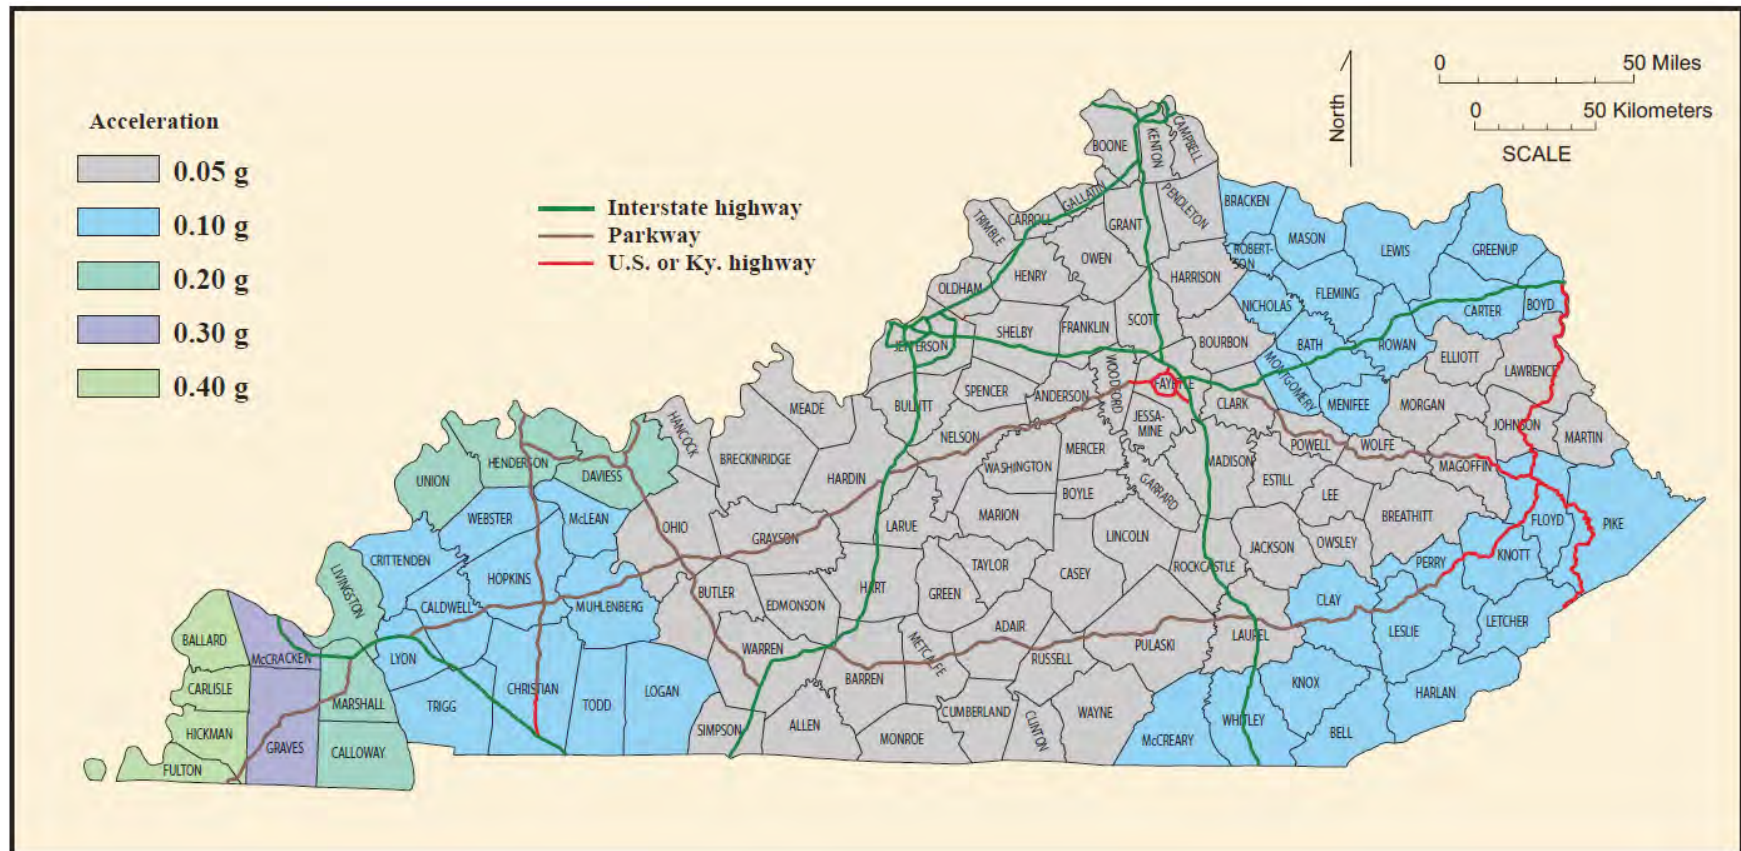 0
50 Miles
0
50 Kilometers
SCALE
North
Acceleration
0.05 g
0.10 g
0.20 g
0.30 g
0.40 g
Interstate highway
Parkway
U.S. or Ky. highway
BOONE
KENTON
CAMPBELL
GALLATIN
PENDLETON
BRACKEN
TRIMBLE
CARROLL
GRANT
MASON
LEWIS
GREENUP
ROBERT-
SON
OWEN
HENRY
HARRISON
OLDHAM
NICHOLAS
FLEMING
CARTER
BOYD
SHELBY
FRANKLIN
SCOTT
JEFFERSON
BOURBON
BATH
ROWAN
ELLIOTT
LAWRENCE
MONTGOMERY
WOODFORD
FAYETTE
SPENCER
ANDERSON
CLARK
MENIFEE
MORGAN
BULLITT
MEADE
HANCOCK
JESSA-
MINE
JOHNSON
MARTIN
NELSON
MERCER
POWELL
WOLFE
MAGOFFIN
BRECKINRIDGE
WASHINGTON
MADISON
HENDERSON
DAVIESS
UNION
HARDIN
ESTILL
GARRARD
BOYLE
LEE
WEBSTER
McLEAN
OHIO
LARUE
MARION
BREATHITT
FLOYD
PIKE
GRAYSON
LINCOLN
JACKSON
OWSLEY
CRITTENDEN
KNOTT
PERRY
LIVINGSTON
HOPKINS
TAYLOR
CASEY
ROCKCASTLE
CALDWELL
MUHLENBERG
BUTLER
EDMONSON
HART
GREEN
CLAY
LETCHER
LESLIE
BALLARD
ADAIR
LAUREL
PULASKI
McCRACKEN
LYON
WARREN
METCALFE
RUSSELL
BARREN
CARLISLE
MARSHALL
TRIGG
CHRISTIAN
TODD
LOGAN
KNOX
HARLAN
CUMBERLAND
WAYNE
HICKMAN
SIMPSON
ALLEN
CLINTON
WHITLEY
BELL
GRAVES
CALLOWAY
MONROE
McCREARY
FULTON